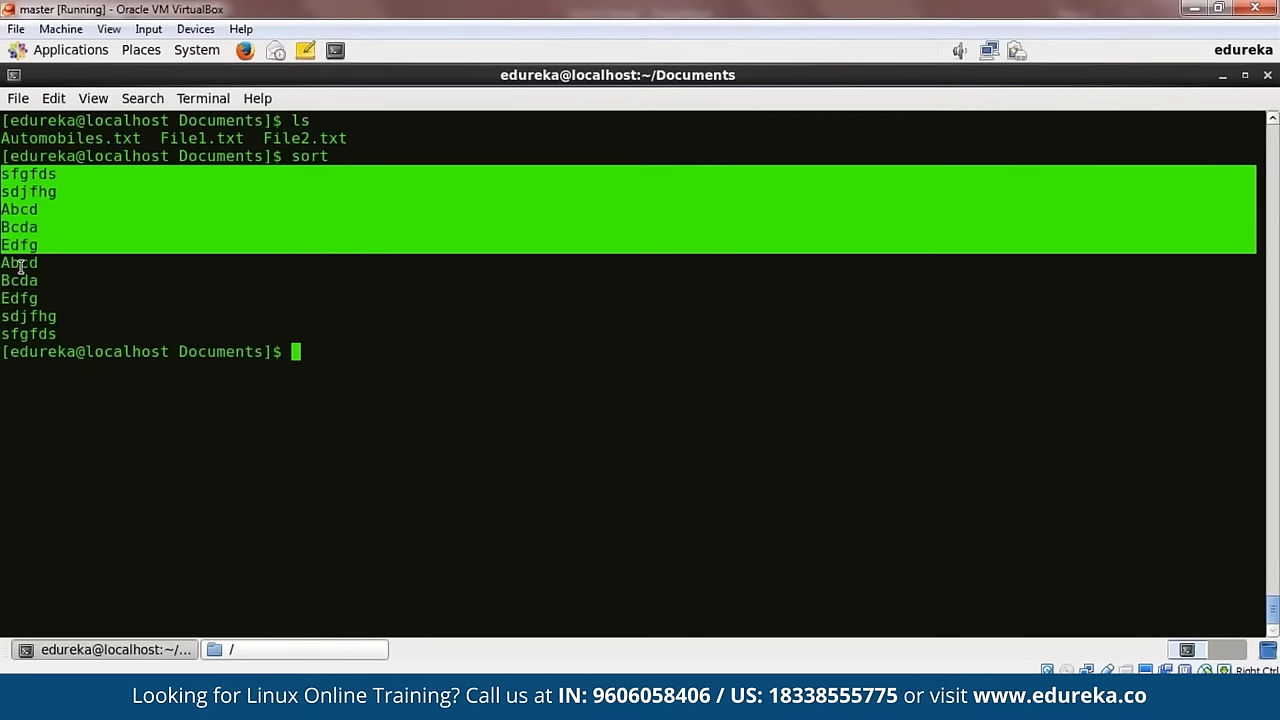 master [Running] - Oracle VM VirtualBox
File Machine View Input Devices Help
Applications Places System edureka
edureka@localhost:~/Documents
File Edit View Search Terminal Help
[edureka@localhost Documents]$ ls
Automobiles.txt File1.txt File2.txt
[edureka@localhost Documents]$ sort
sfgfds
sdjfhg
Abcd
Bcda
Edfg
Abcd
Bcda
Edfg
sdjfhg
sfgfds
[edureka@localhost Documents]$
edureka@localhost:~/... /
Right Ctrl
Looking for Linux Online Training? Call us at IN: 9606058406 / US: 18338555775 or visit www.edureka.co